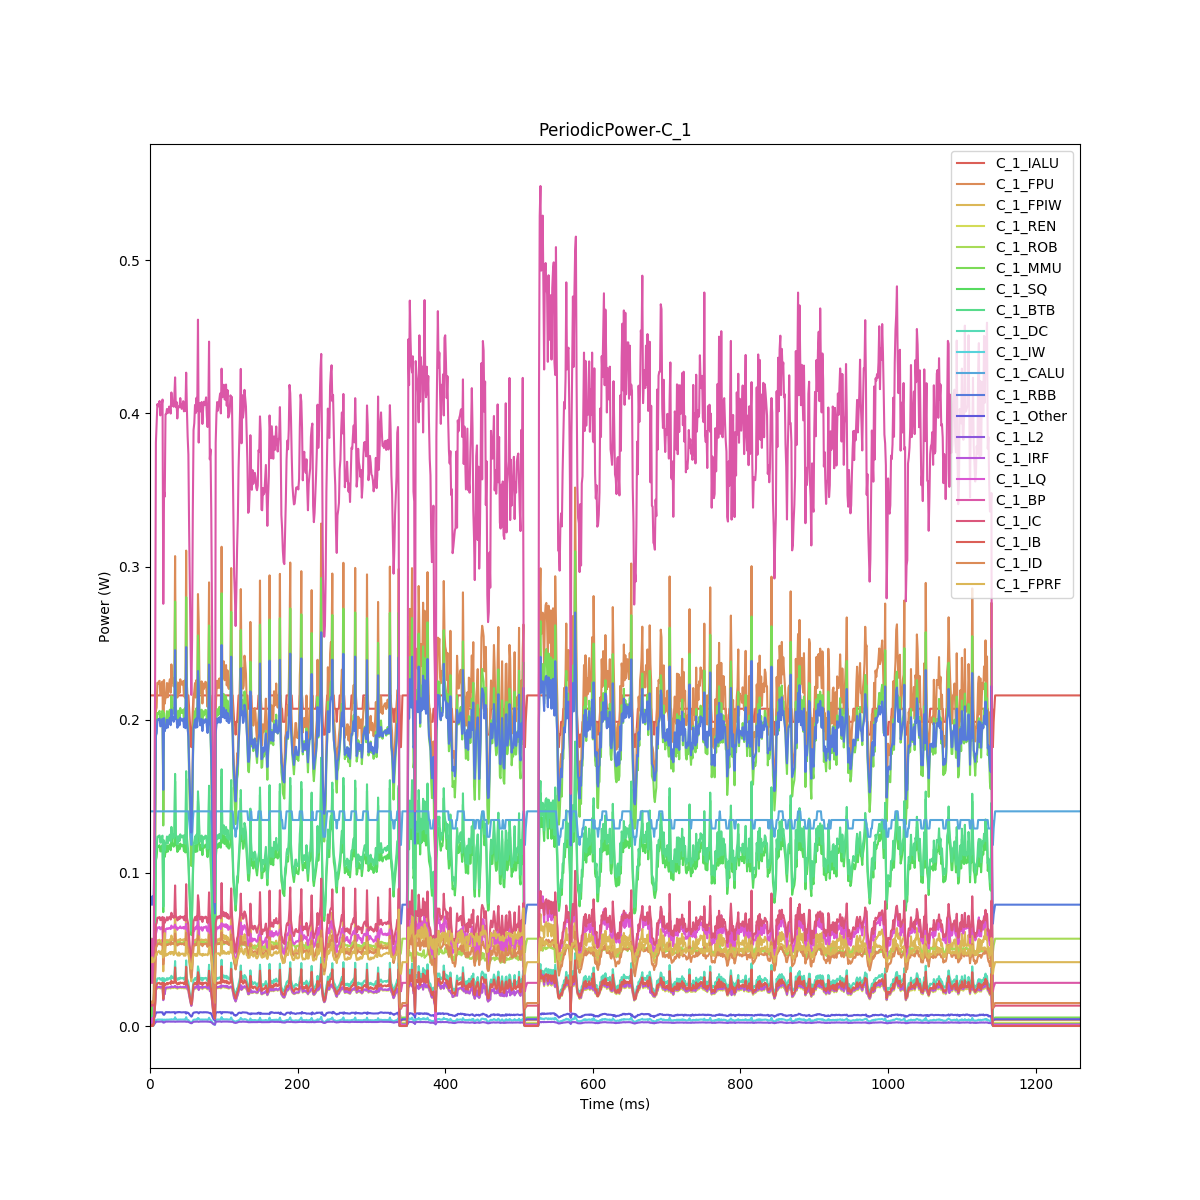 PeriodicPower-C_1
C_1_IALU
C_1_FPU
C_1_FPIW
C_1_REN
C_1_ROB
C_1_MMU
C_1_SQ
C_1_BTB
C_1_DC
C_1_IW
C_1_CALU
C_1_RBB
C_1_Other
C_1_L2
C_1_IRF
C_1_LQ
C_1_BP
C_1_IC
C_1_IB
C_1_ID
C_1_FPRF
Power (W)
0.5
0.4
0.3
0.2
0.1
0.0
0 200 400 600 800 1000 1200
Time (ms)